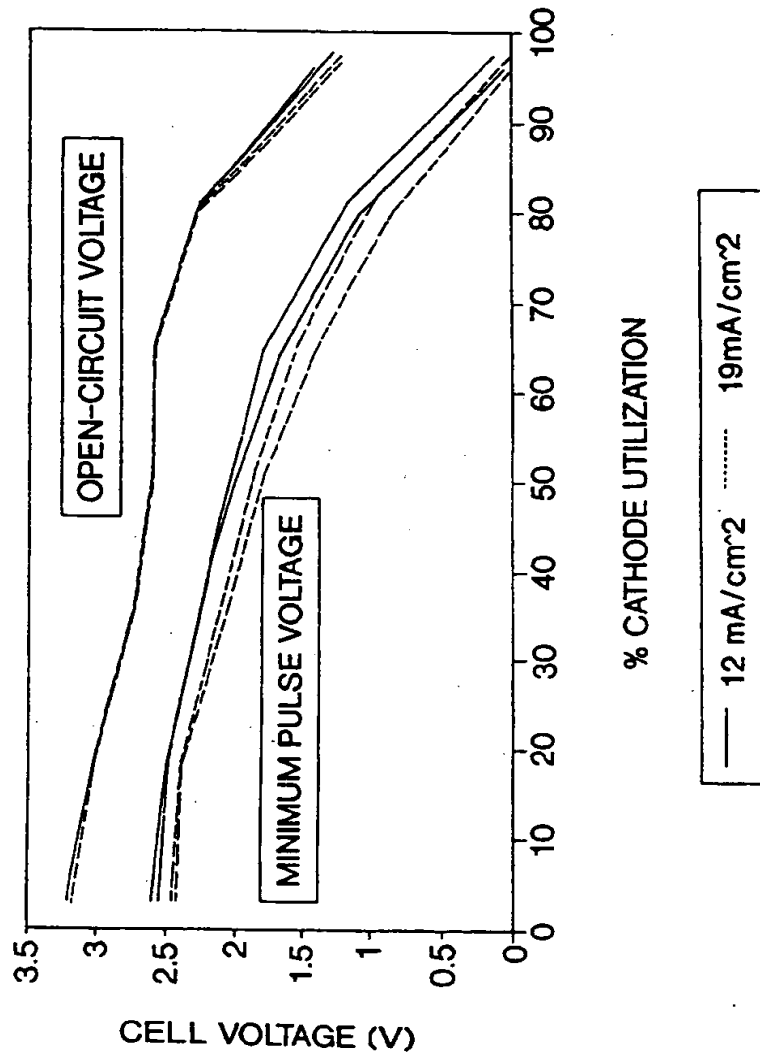 CELL VOLTAGE (V)
3.5
3
2.5
2
1.5
1
0.5
0
OPEN-CIRCUIT VOLTAGE
MINIMUM PULSE VOLTAGE
0 10 20 30 40 50 60 70 80 90 100
% CATHODE UTILIZATION
12 mA/cm^2 19mA/cm^2